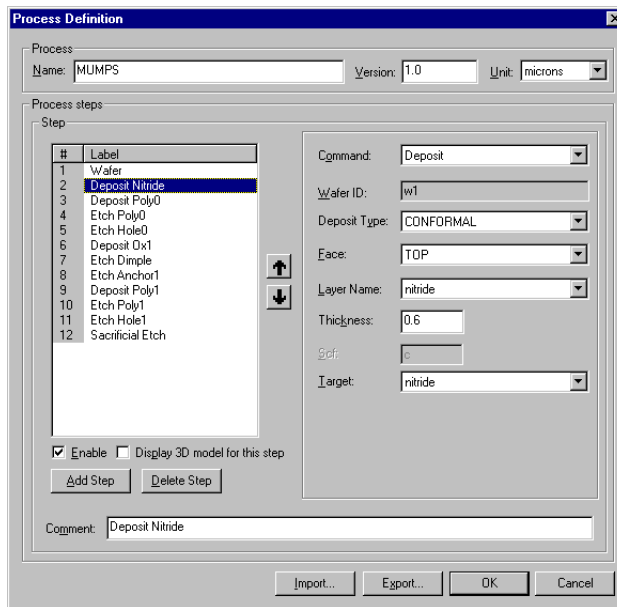 Process Definition
Process
Name: MUMPS Version: 1.0 Unit: microns
Process steps
Step
# Label
1 Wafer
2 Deposit Nitride
3 Deposit Poly0
4 Etch Poly0
5 Etch Hole0
6 Deposit Ox1
7 Etch Dimple
8 Etch Anchor1
9 Deposit Poly1
10 Etch Poly1
11 Etch Hole1
12 Sacrificial Etch
Command: Deposit
Wafer ID: w1
Deposit Type: CONFORMAL
Face: TOP
Layer Name: nitride
Thickness: 0.6
Scf: c
Target: nitride
Enable Display 3D model for this step
Add Step Delete Step
Comment: Deposit Nitride
Import... Export... OK Cancel